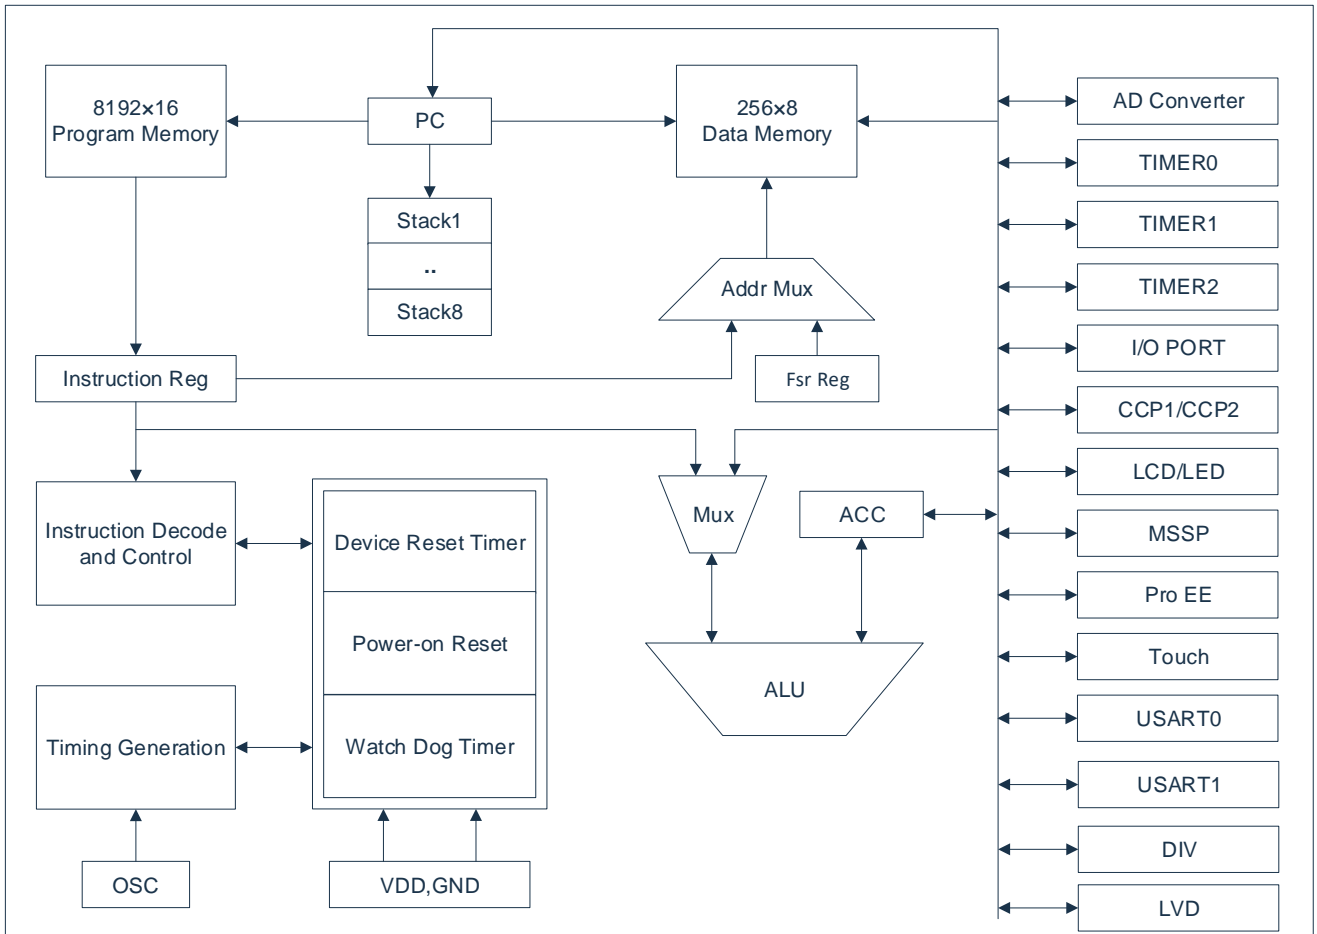 8192×16
Program Memory
PC
256×8
Data Memory
Stack1
..
Stack8
Addr Mux
Instruction Reg
Fsr Reg
Instruction Decode
and Control
Device Reset Timer
Power-on Reset
Watch Dog Timer
Mux
ACC
ALU
Timing Generation
OSC
VDD,GND
AD Converter
TIMER0
TIMER1
TIMER2
I/O PORT
CCP1/CCP2
LCD/LED
MSSP
Pro EE
Touch
USART0
USART1
DIV
LVD